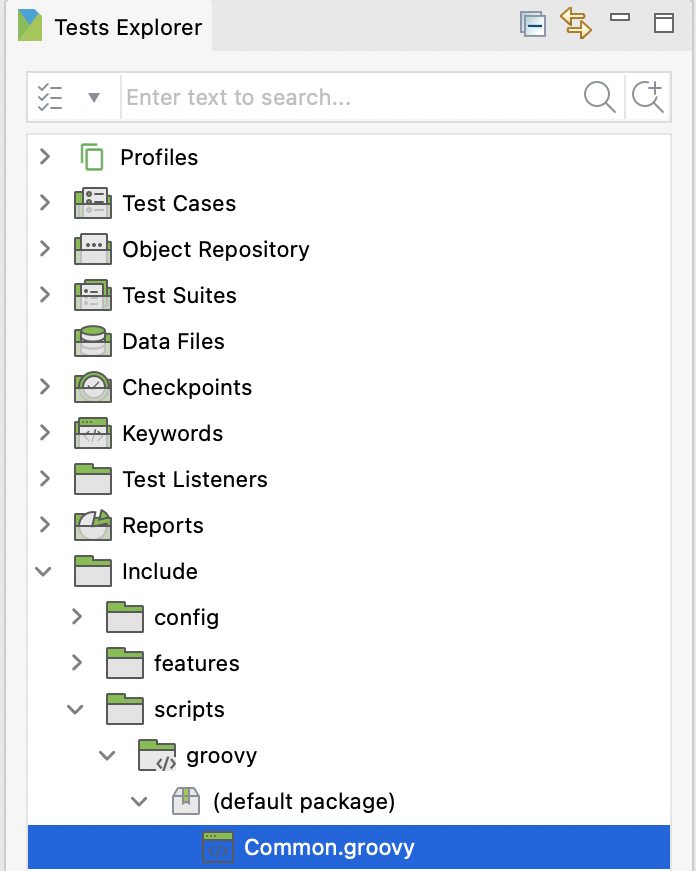 Tests Explorer
Enter text to search...
Profiles
Test Cases
Object Repository
Test Suites
Data Files
Checkpoints
Keywords
Test Listeners
Reports
Include
config
features
scripts
groovy
(default package)
Common.groovy